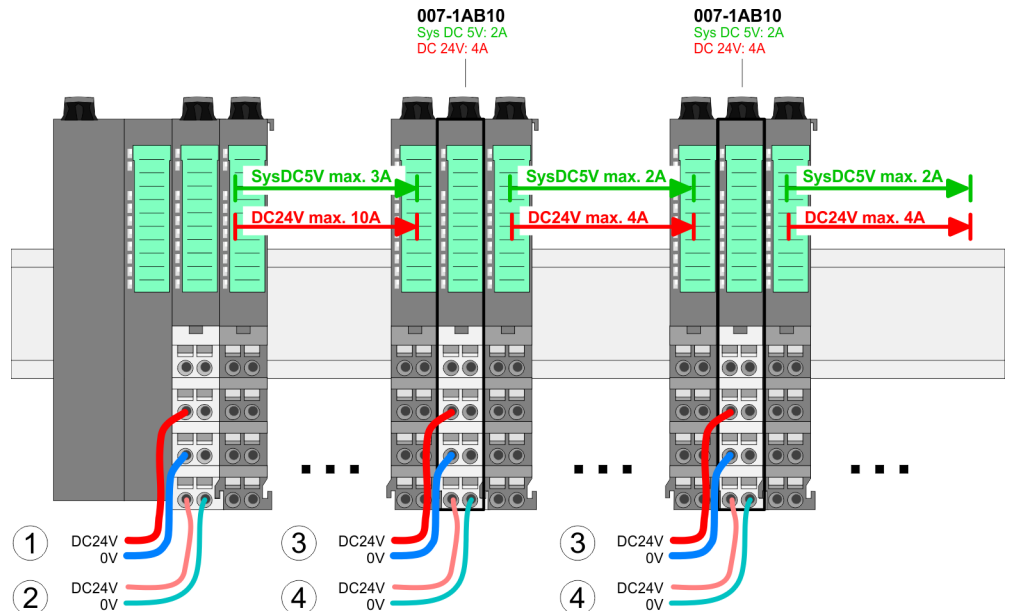 007-1AB10
Sys DC 5V: 2A
DC 24V: 4A
007-1AB10
Sys DC 5V: 2A
DC 24V: 4A
SysDC5V max. 3A
SysDC5V max. 2A
SysDC5V max. 2A
DC24V max. 10A
DC24V max. 4A
DC24V max. 4A
1
DC24V
0V
3
DC24V
0V
3
DC24V
0V
2
DC24V
0V
4
DC24V
0V
4
DC24V
0V